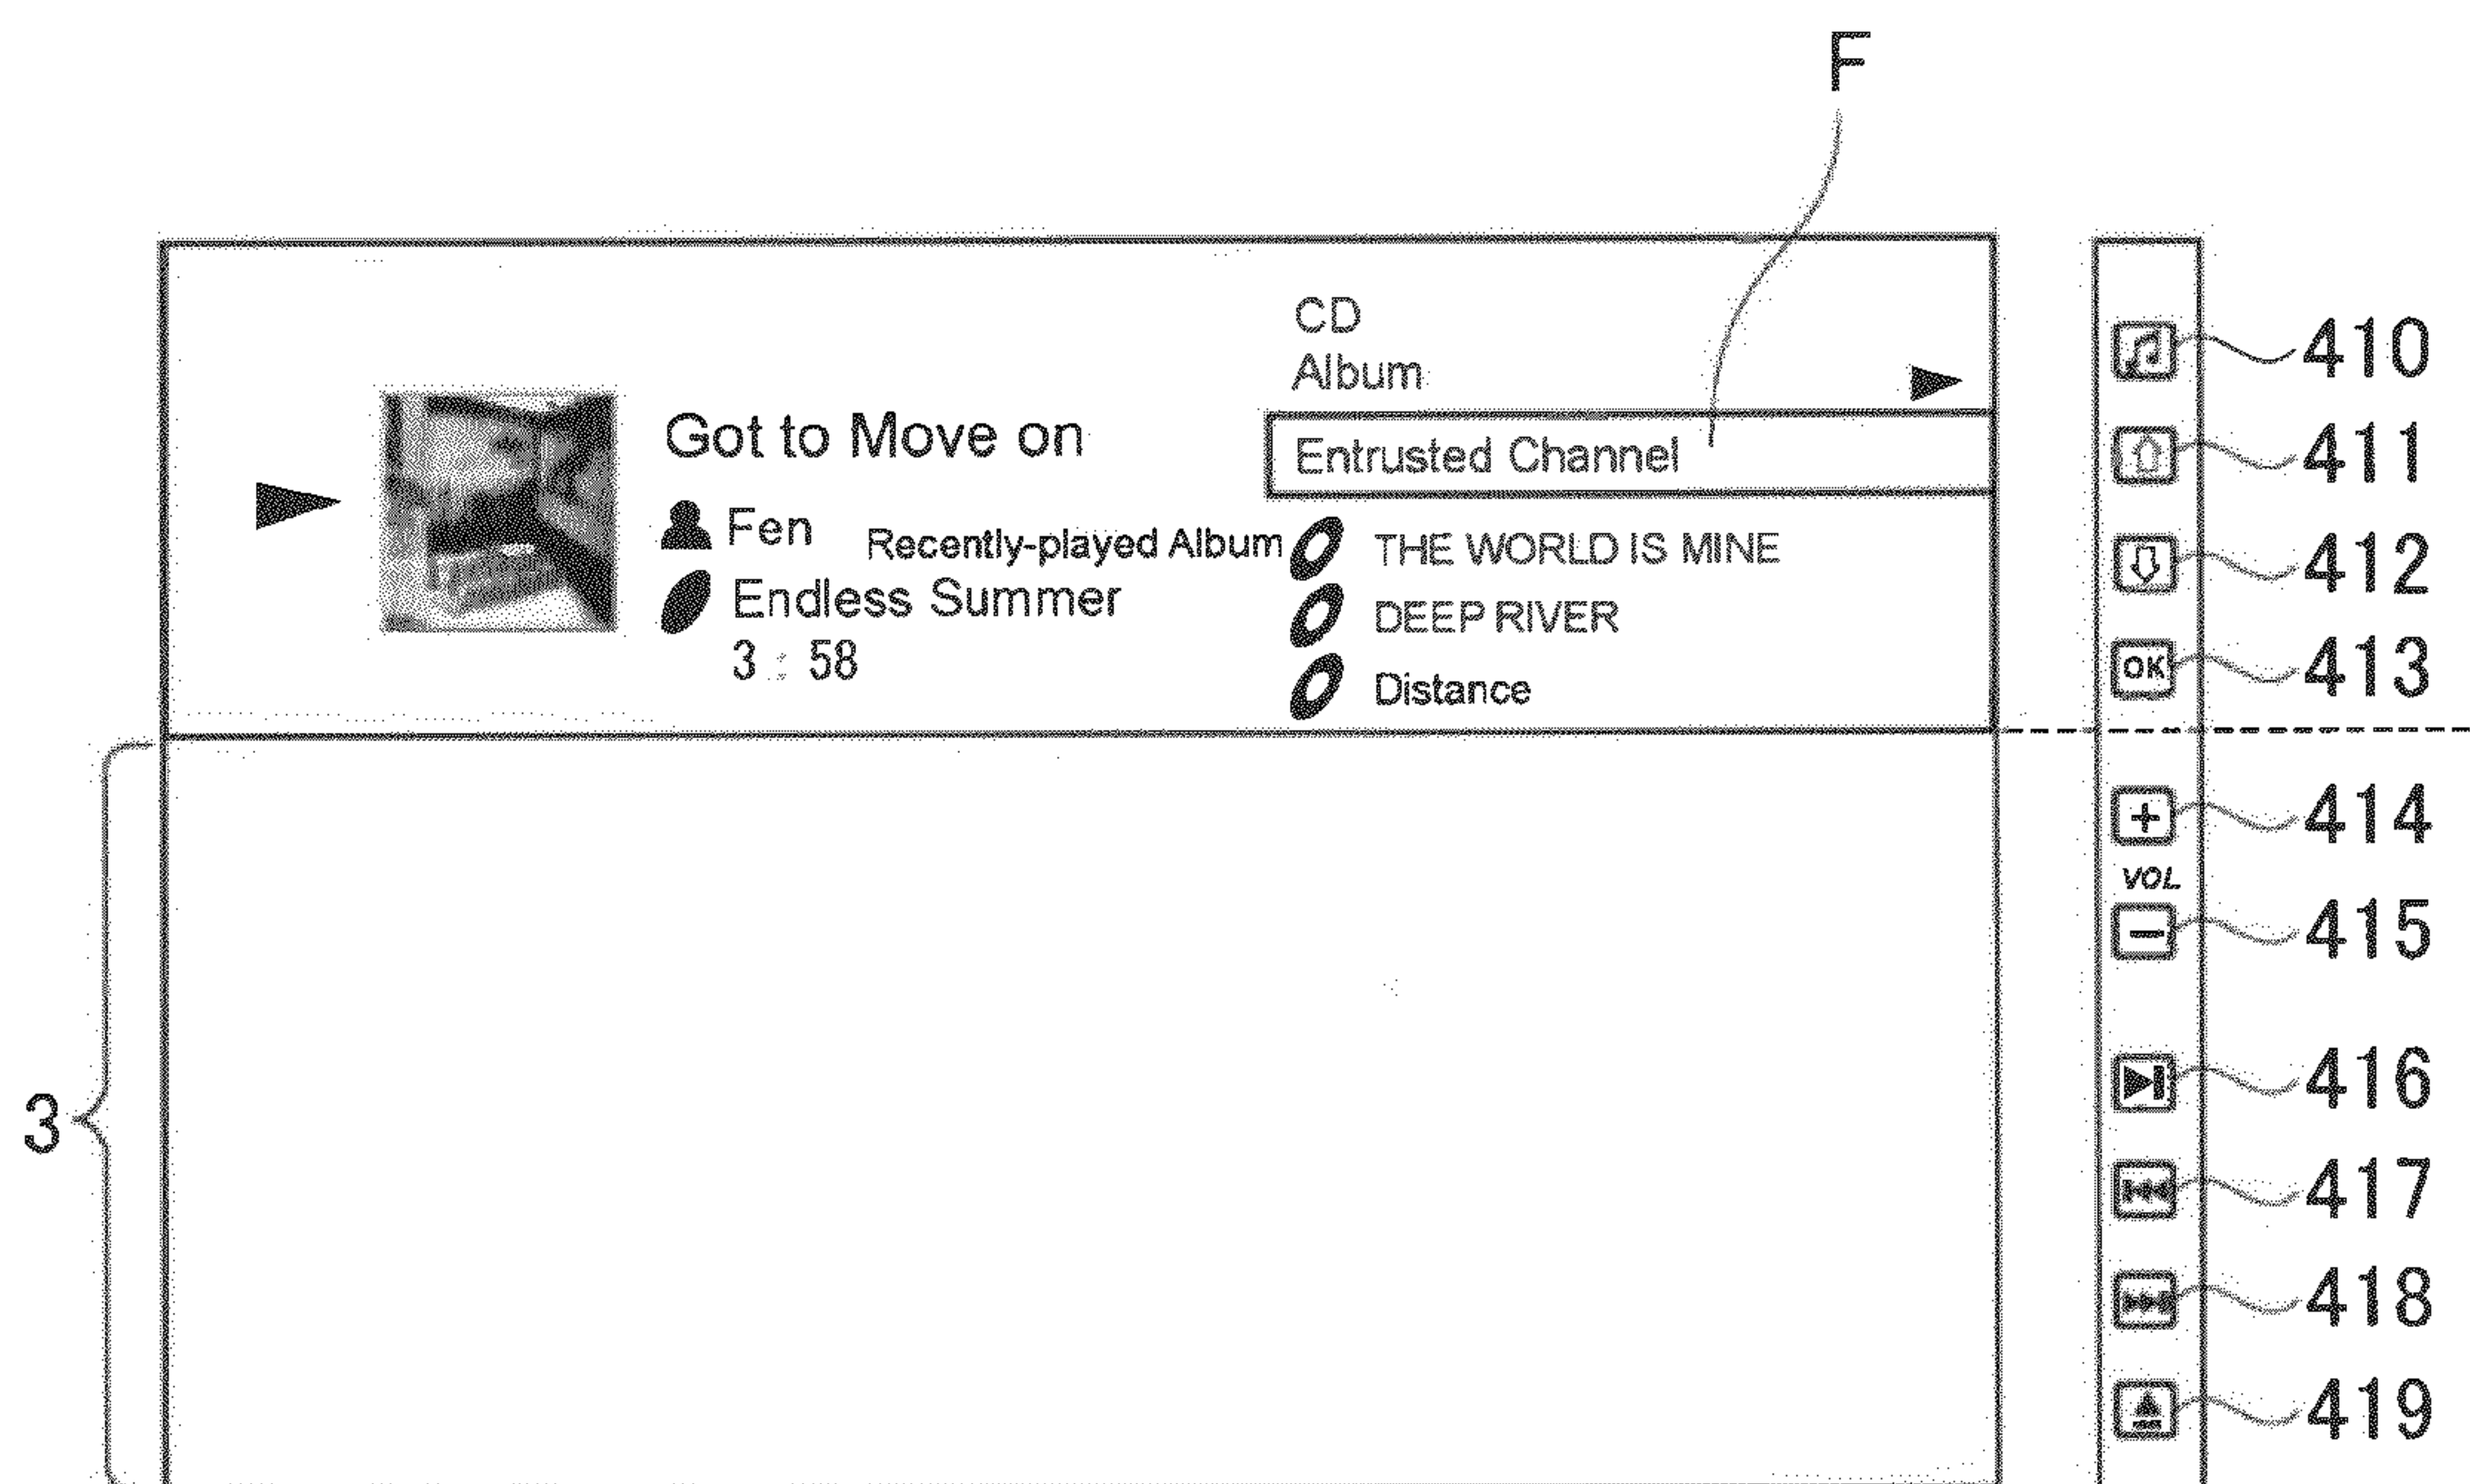 F
CD
Album
Entrusted Channel
Got to Move on
Fen
Recently-played Album
THE WORLD IS MINE
Endless Summer
DEEP RIVER
3 : 58
Distance
410
411
412
OK 413
+ 414
VOL
− 415
416
3
417
418
419